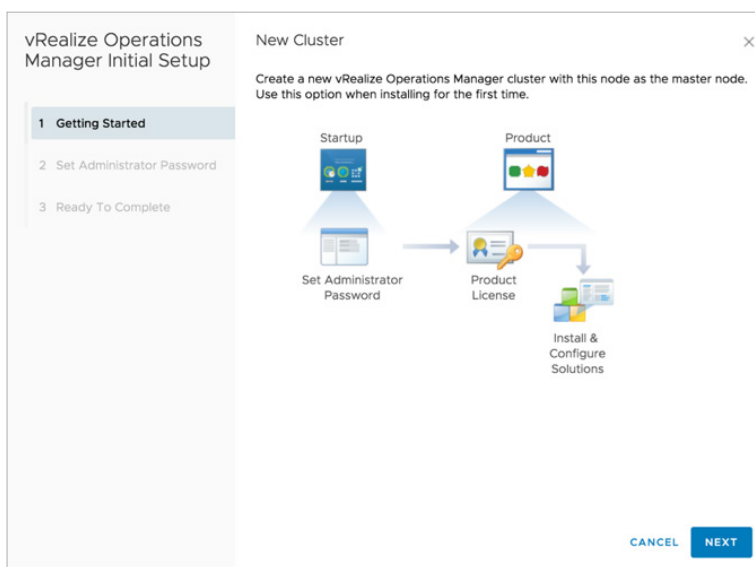 vRealize Operations
Manager Initial Setup
1 Getting Started
2 Set Administrator Password
3 Ready To Complete
New Cluster
Create a new vRealize Operations Manager cluster with this node as the master node.
Use this option when installing for the first time.
Startup
Product
Set Administrator
Password
Product
License
Install &
Configure
Solutions
CANCEL
NEXT